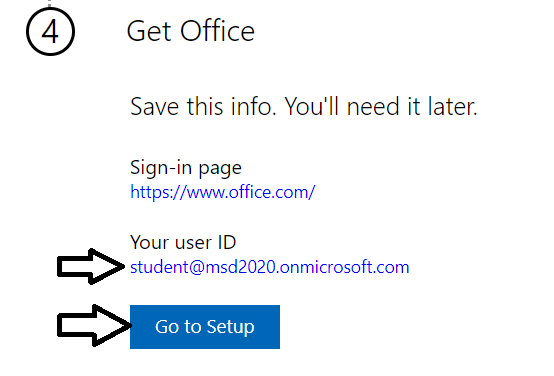 4 Get Office
Save this info. You'll need it later.
Sign-in page
https://www.office.com/
Your user ID
student@msd2020.onmicrosoft.com
Go to Setup